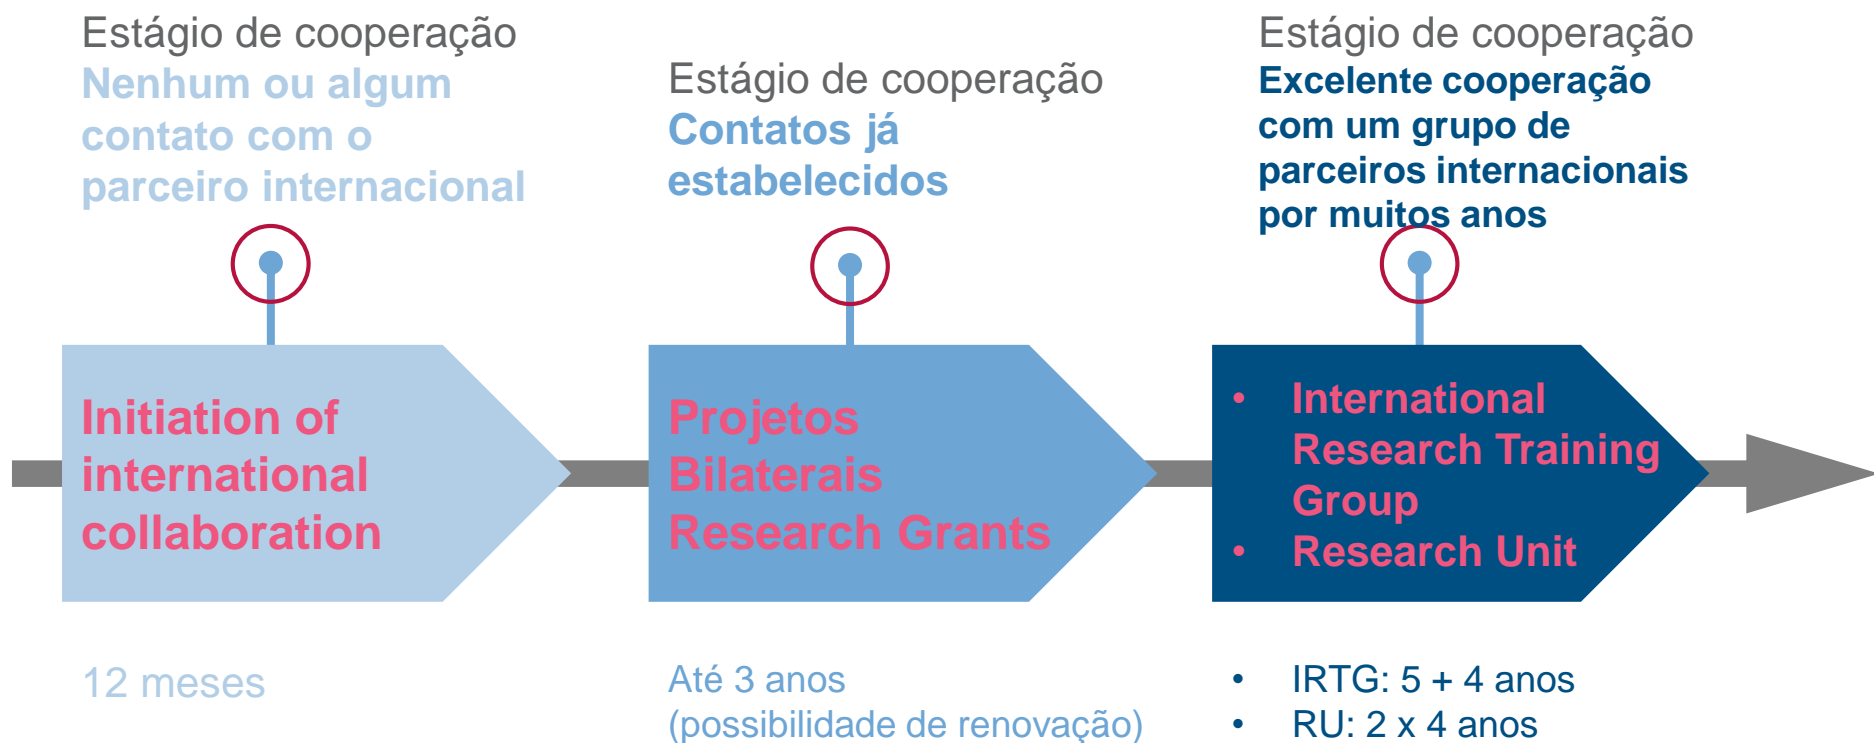 Estágio de cooperação
Nenhum ou algum
contato com o
parceiro internacional
Estágio de cooperação
Contatos já
estabelecidos
Estágio de cooperação
Excelente cooperação
com um grupo de
parceiros internacionais
por muitos anos
Initiation of
international
collaboration
Projetos
Bilaterais
Research Grants
• International
Research Training
Group
• Research Unit
12 meses
Até 3 anos
(possibilidade de renovação)
• IRTG: 5 + 4 anos
• RU: 2 x 4 anos